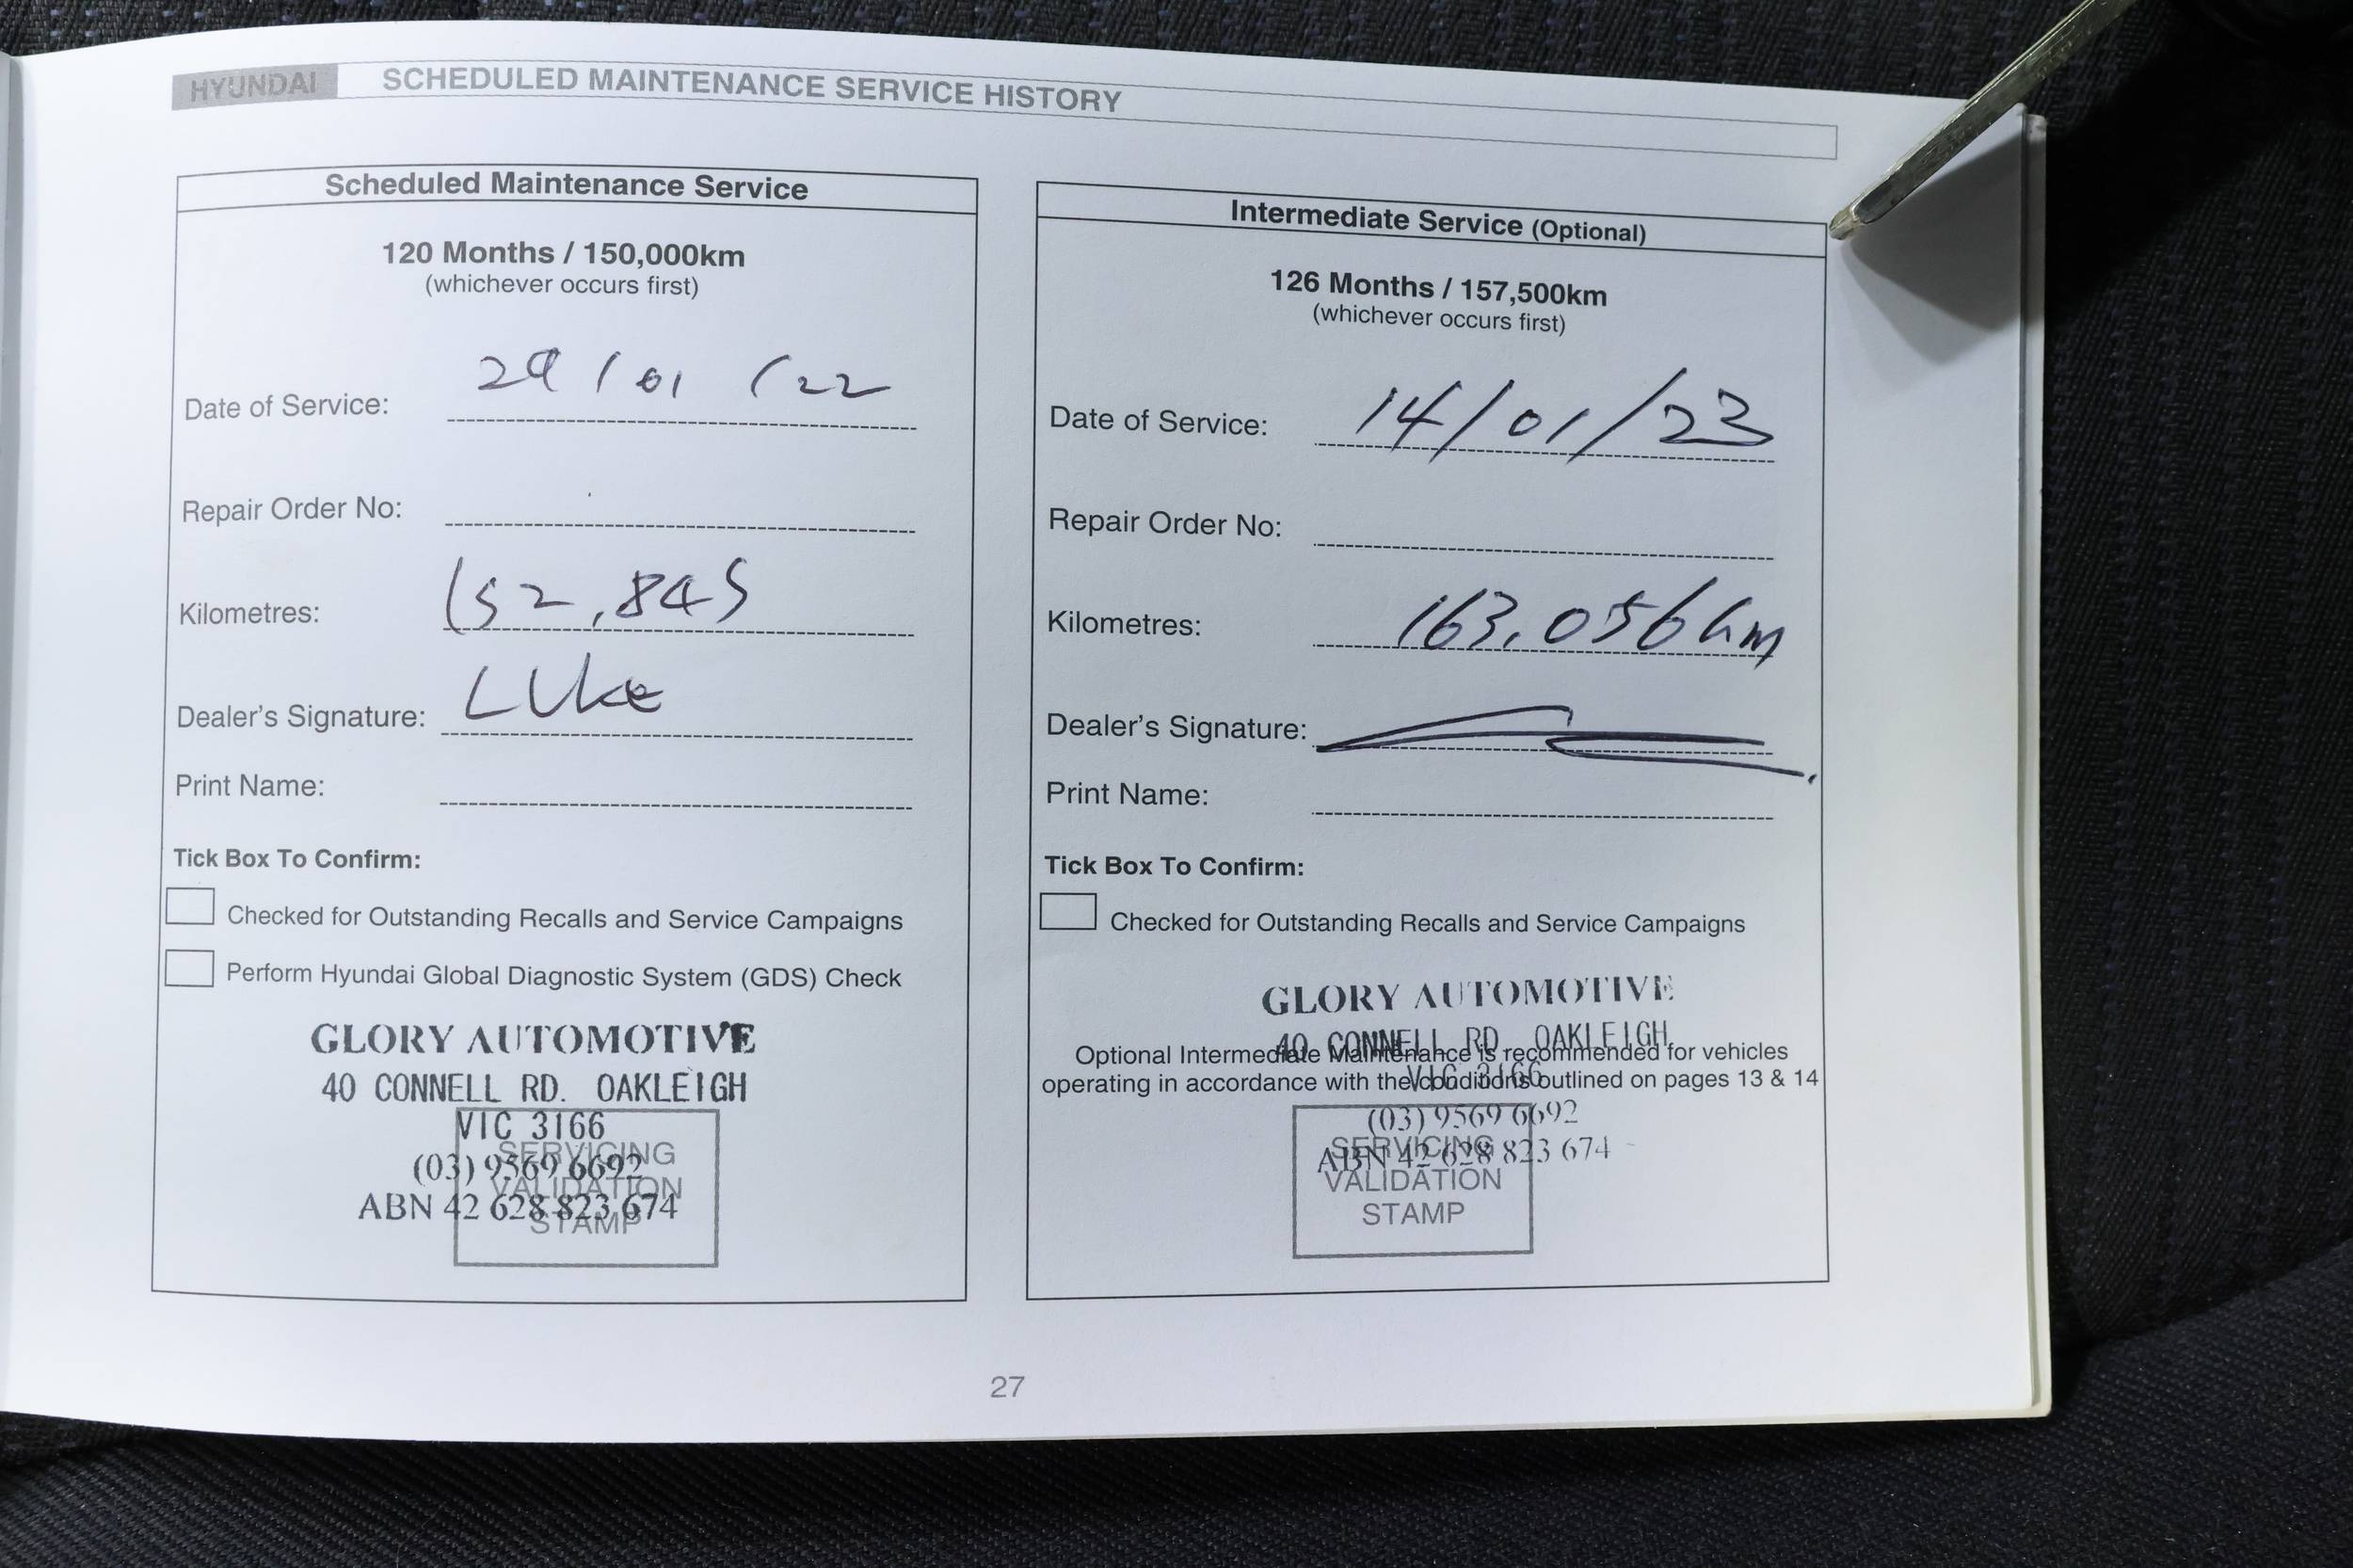 HYUNDAI SCHEDULED MAINTENANCE SERVICE HISTORY
Scheduled Maintenance Service
120 Months / 150,000km
(whichever occurs first)
Date of Service: 29/01/22
Repair Order No:
Kilometres: 152,845
Dealer's Signature: Luke
Print Name:
Tick Box To Confirm:
Checked for Outstanding Recalls and Service Campaigns
Perform Hyundai Global Diagnostic System (GDS) Check
GLORY AUTOMOTIVE
40 CONNELL RD. OAKLEIGH
VIC 3166
(03) 9569 6692
ABN 42 628 823 674
SERVICING
VALIDATION
STAMP
Intermediate Service (Optional)
126 Months / 157,500km
(whichever occurs first)
Date of Service: 14/01/23
Repair Order No:
Kilometres: 163,056km
Dealer's Signature:
Print Name:
Tick Box To Confirm:
Checked for Outstanding Recalls and Service Campaigns
GLORY AUTOMOTIVE
40 CONNELL RD. OAKLEIGH
VIC 3166
Optional Intermediate Maintenance is recommended for vehicles
operating in accordance with the conditions outlined on pages 13 & 14
(03) 9569 6692
ABN 42 628 823 674
SERVICING
VALIDATION
STAMP
27